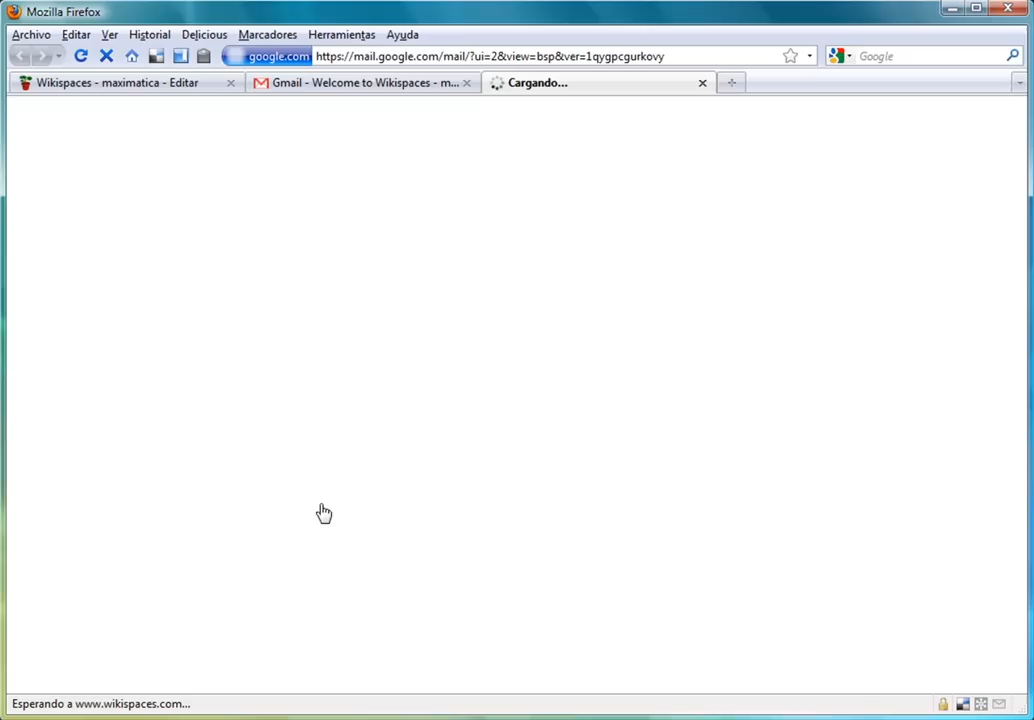 Mozilla Firefox
Archivo Editar Ver Historial Delicious Marcadores Herramientas Ayuda
google.com https://mail.google.com/mail/?ui=2&view=bsp&ver=1qygpcgurkovy Google
Wikispaces - maximatica - Editar Gmail - Welcome to Wikispaces - m... Cargando...
Esperando a www.wikispaces.com...